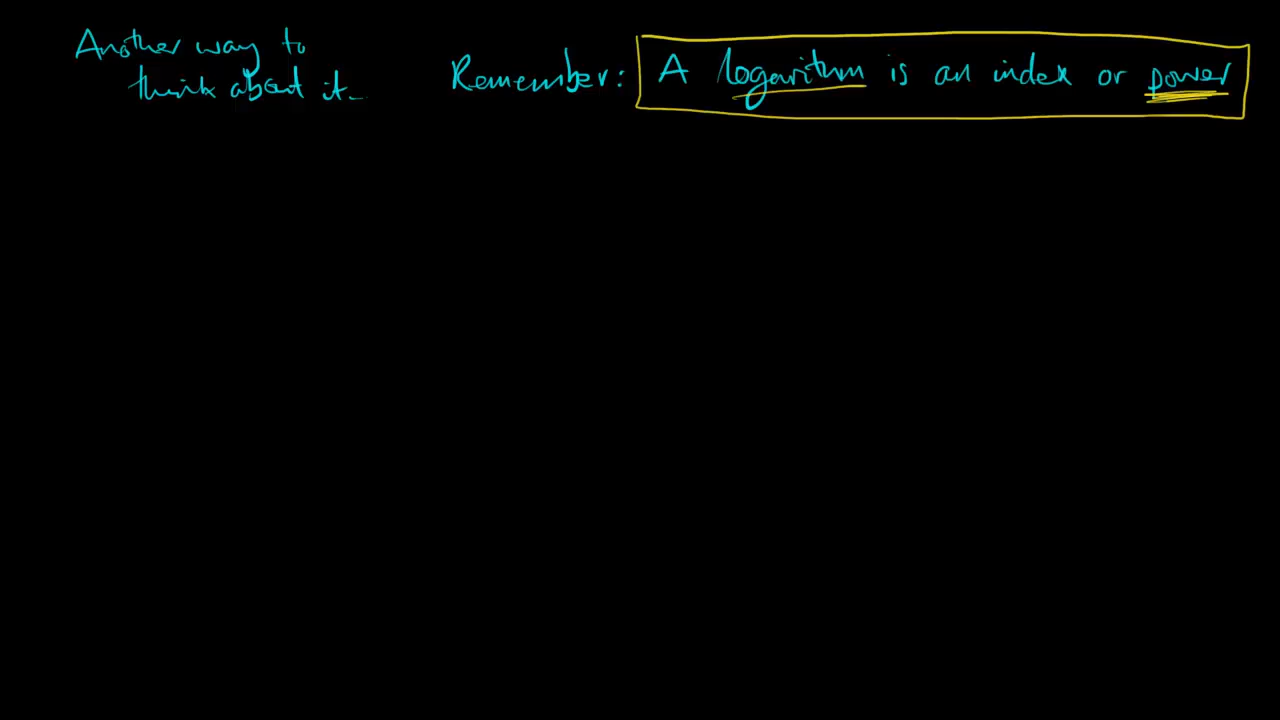 Another way to
think about it.
Remember: A logarithm is an index or power